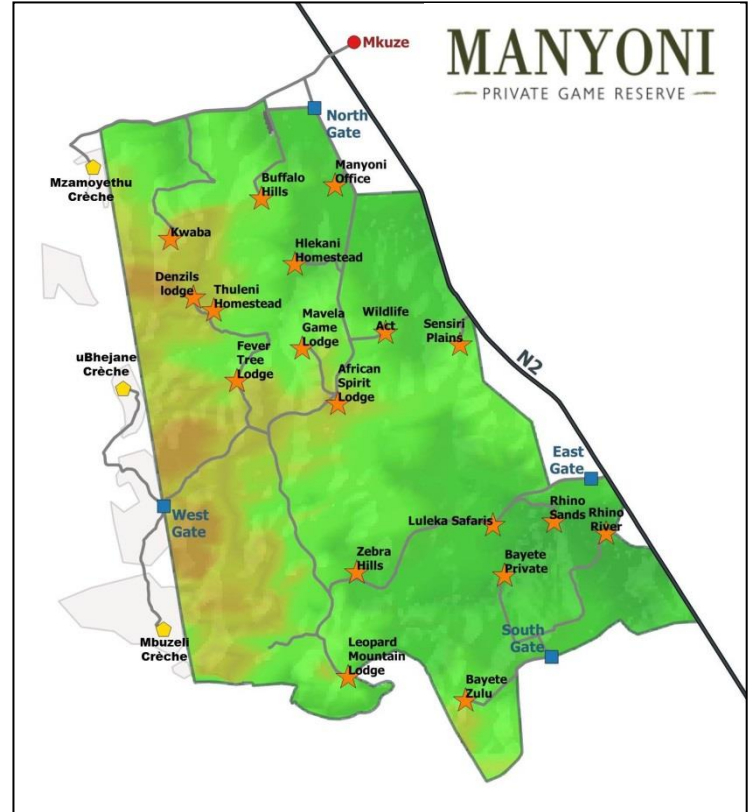 MANYONI
PRIVATE GAME RESERVE
Mkuze
North
Gate
Mzamoyethu
Crèche
Buffalo
Hills
Manyoni
Office
Kwaba
Hlekani
Homestead
Denzils
lodge
Thuleni
Homestead
Mavela
Game
Lodge
Wildlife
Act
Sensiri
Plains
N2
uBhejane
Crèche
Fever
Tree
Lodge
African
Spirit
Lodge
East
Gate
West
Gate
Luleka Safaris
Rhino
Sands
Rhino
River
Zebra
Hills
Bayete
Private
Mbuzeli
Crèche
Leopard
Mountain
Lodge
South
Gate
Bayete
Zulu